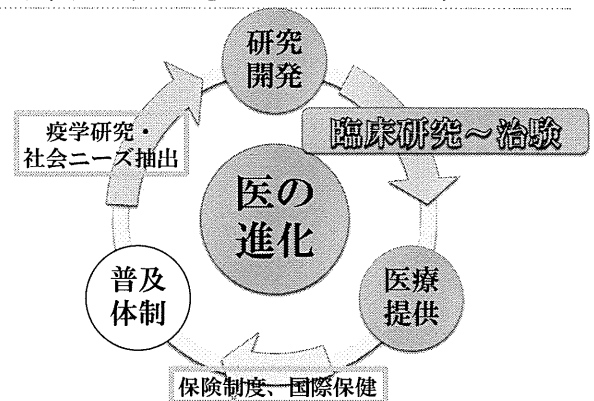 研究
開発
臨床研究～治験
疫学研究・
社会ニーズ抽出
医の
進化
普及
体制
医療
提供
保険制度、国際保健